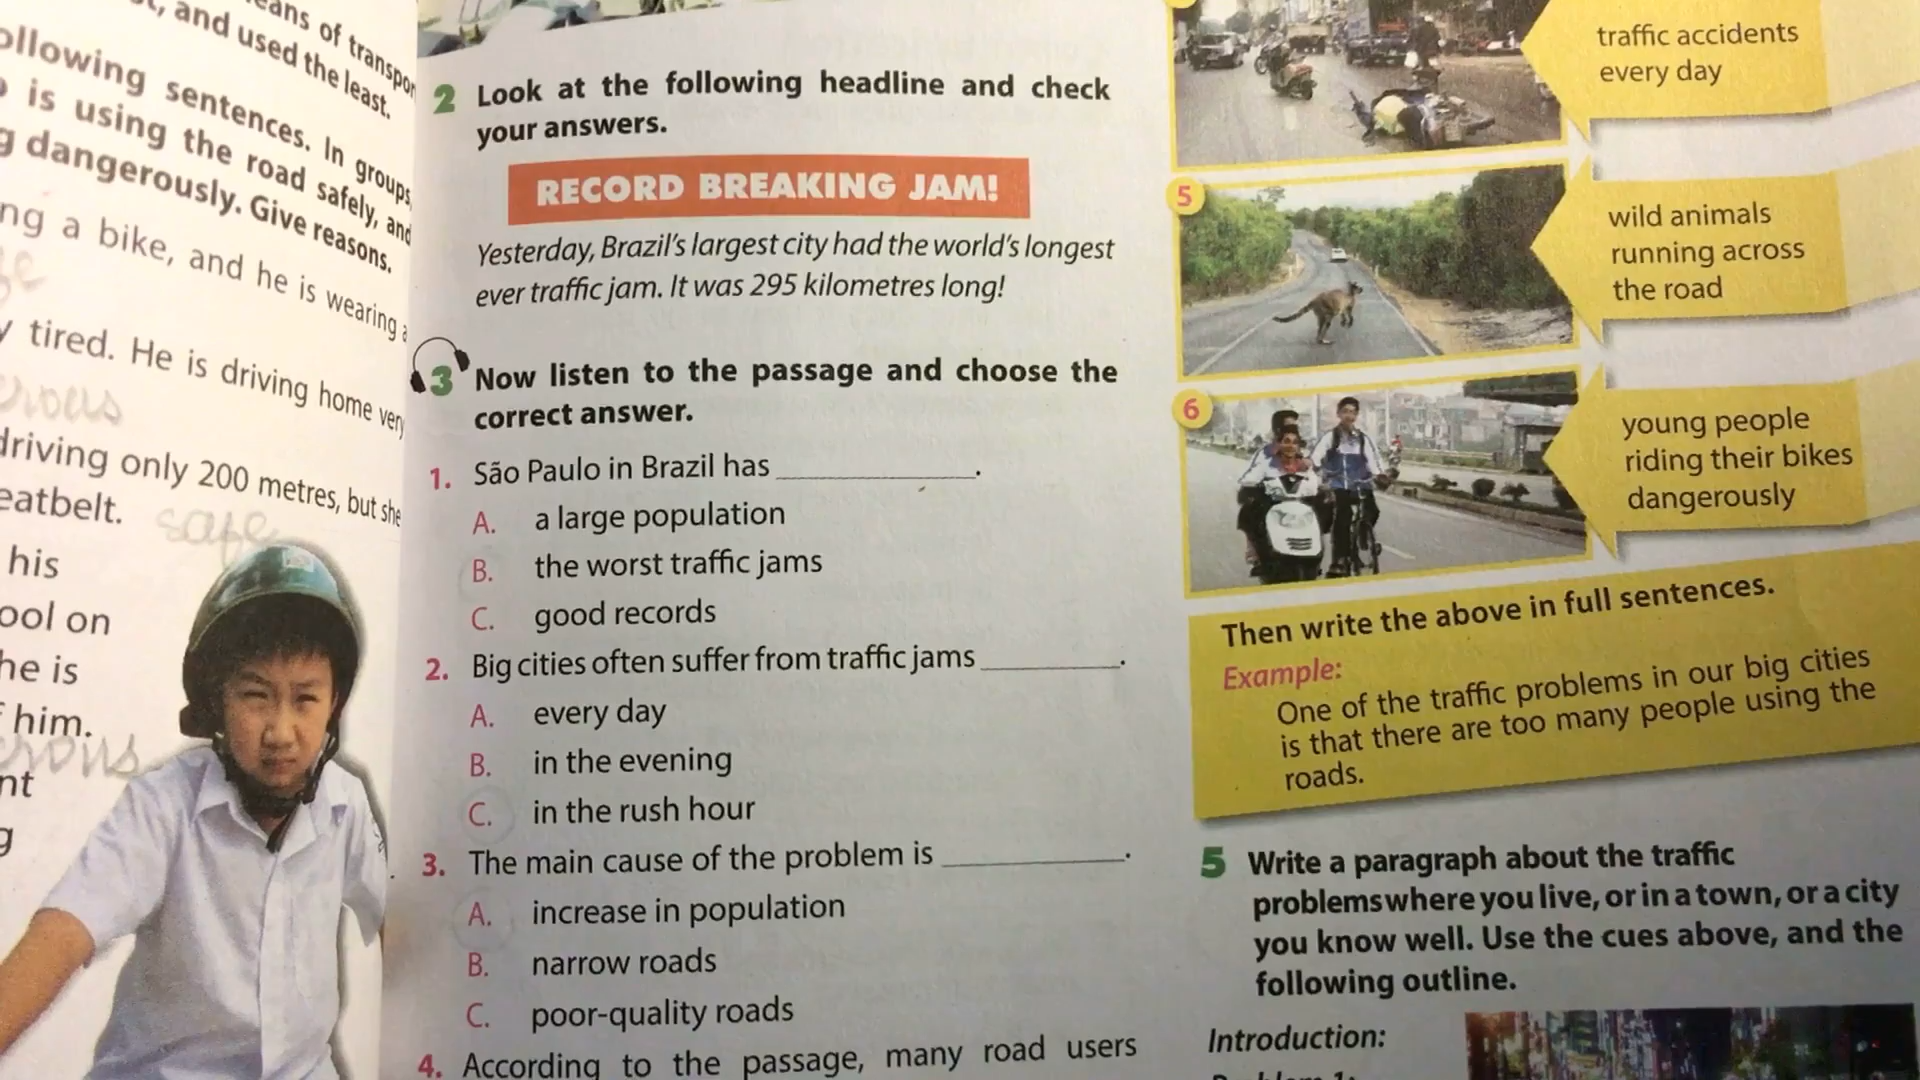 eans of transpor
, and used the least.
ollowing sentences. In groups,
is using the road safely, and
g dangerously. Give reasons.
ng a bike, and he is wearing a
y tired. He is driving home very
driving only 200 metres, but she
eatbelt.
safe
his
ool on
he is
him.
nt
g
2 Look at the following headline and check
your answers.
RECORD BREAKING JAM!
Yesterday, Brazil's largest city had the world's longest
ever traffic jam. It was 295 kilometres long!
3 Now listen to the passage and choose the
correct answer.
1. São Paulo in Brazil has ____________.
A. a large population
B. the worst traffic jams
C. good records
2. Big cities often suffer from traffic jams _________.
A. every day
B. in the evening
C. in the rush hour
3. The main cause of the problem is ___________.
A. increase in population
B. narrow roads
C. poor-quality roads
4. According to the passage, many road users
traffic accidents
every day
5
wild animals
running across
the road
6
young people
riding their bikes
dangerously
Then write the above in full sentences.
Example:
One of the traffic problems in our big cities
is that there are too many people using the
roads.
5 Write a paragraph about the traffic
problems where you live, or in a town, or a city
you know well. Use the cues above, and the
following outline.
Introduction: